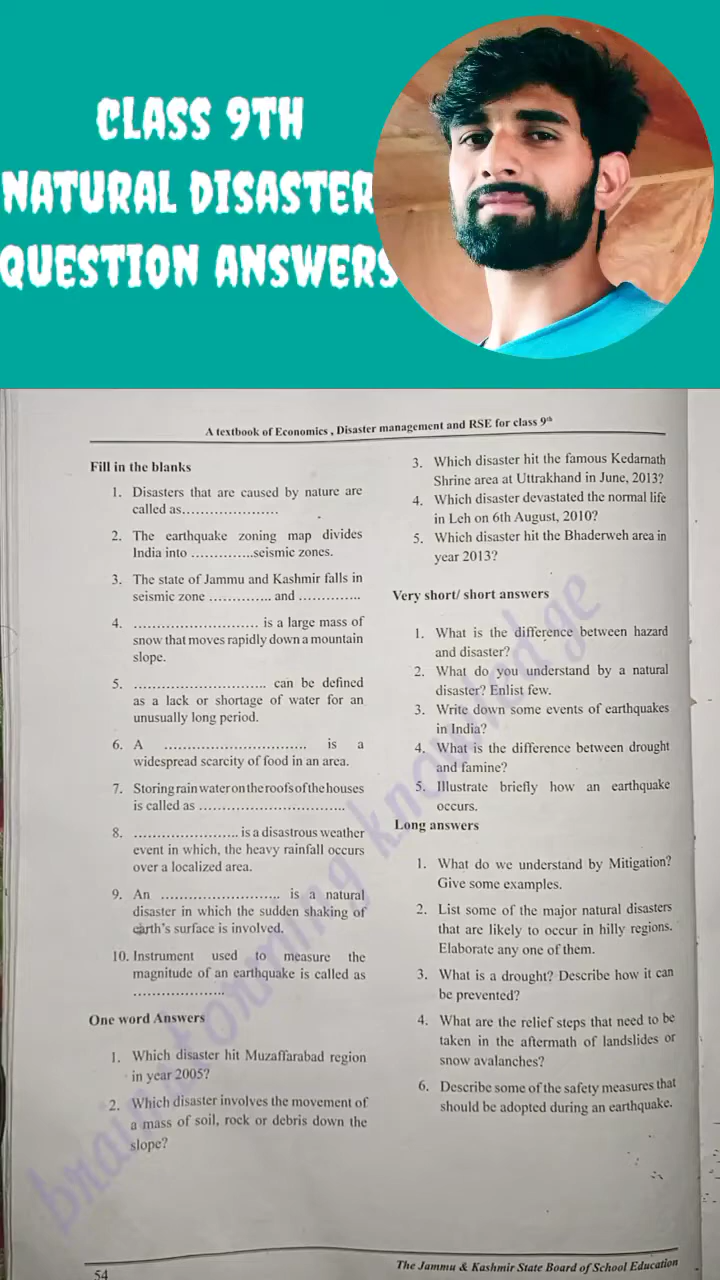 CLASS 9TH
NATURAL DISASTER
QUESTION ANSWERS
A textbook of Economics , Disaster management and RSE for class 9th
Fill in the blanks
1. Disasters that are caused by nature are
called as.....................
2. The earthquake zoning map divides
India into ..............seismic zones.
3. The state of Jammu and Kashmir falls in
seismic zone .............. and ..............
4. ............................ is a large mass of
snow that moves rapidly down a mountain
slope.
5. .............................. can be defined
as a lack or shortage of water for an
unusually long period.
6. A ................................ is a
widespread scarcity of food in an area.
7. Storing rain water on the roofs of the houses
is called as .................................
8. ........................ is a disastrous weather
event in which, the heavy rainfall occurs
over a localized area.
9. An ........................... is a natural
disaster in which the sudden shaking of
earth's surface is involved.
10. Instrument used to measure the
magnitude of an earthquake is called as
.....................
One word Answers
1. Which disaster hit Muzaffarabad region
in year 2005?
2. Which disaster involves the movement of
a mass of soil, rock or debris down the
slope?
3. Which disaster hit the famous Kedarnath
Shrine area at Uttrakhand in June, 2013?
4. Which disaster devastated the normal life
in Leh on 6th August, 2010?
5. Which disaster hit the Bhaderweh area in
year 2013?
Very short/ short answers
1. What is the difference between hazard
and disaster?
2. What do you understand by a natural
disaster? Enlist few.
3. Write down some events of earthquakes
in India?
4. What is the difference between drought
and famine?
5. Illustrate briefly how an earthquake
occurs.
Long answers
1. What do we understand by Mitigation?
Give some examples.
2. List some of the major natural disasters
that are likely to occur in hilly regions.
Elaborate any one of them.
3. What is a drought? Describe how it can
be prevented?
4. What are the relief steps that need to be
taken in the aftermath of landslides or
snow avalanches?
6. Describe some of the safety measures that
should be adopted during an earthquake.
54
The Jammu & Kashmir State Board of School Education